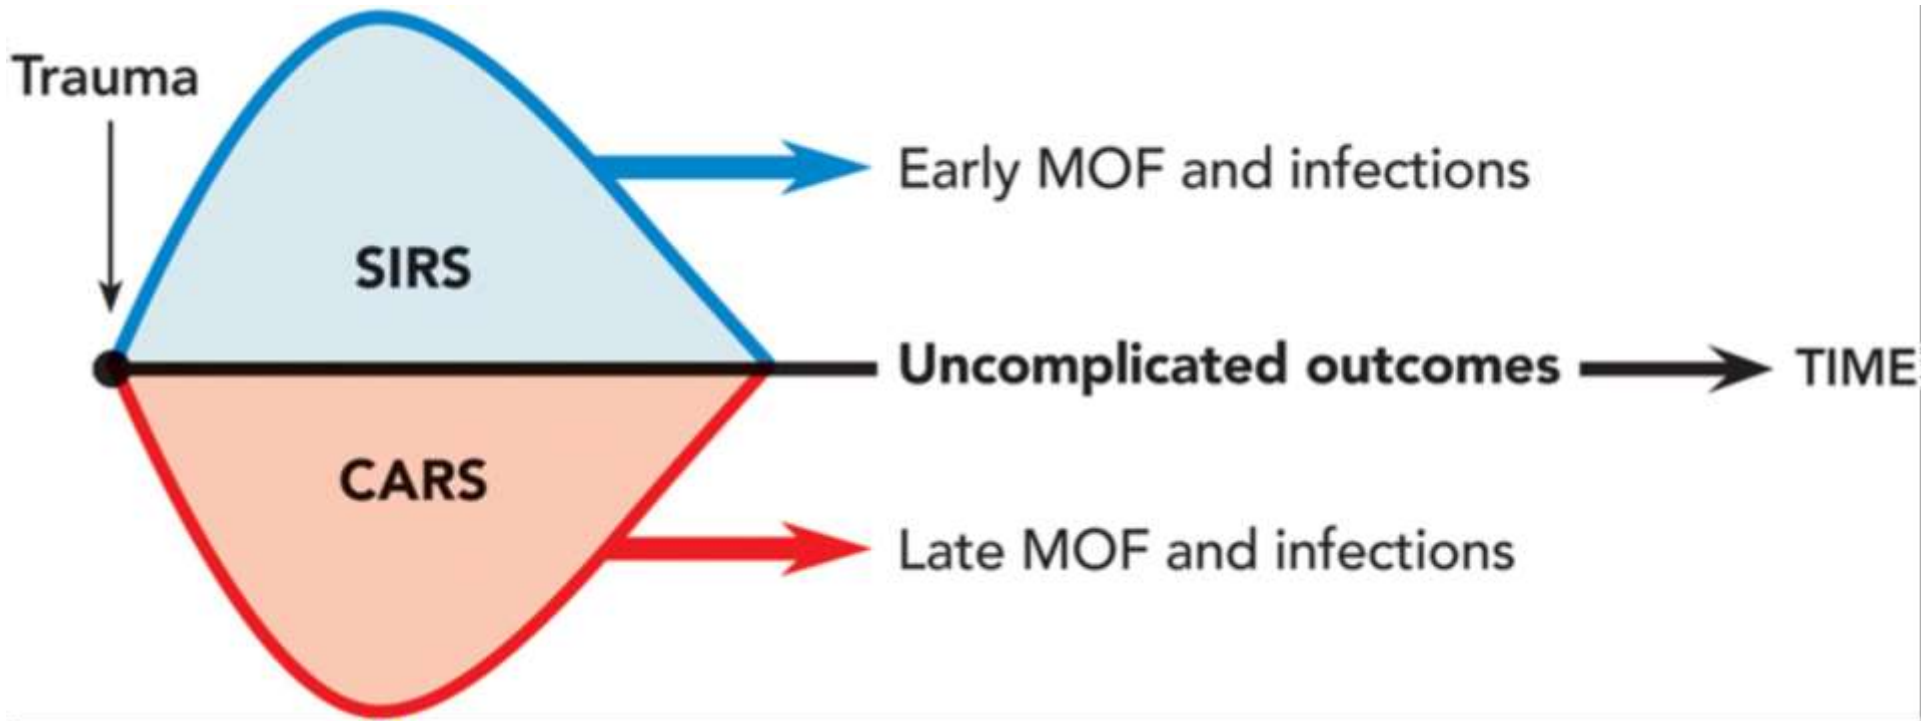 Trauma
Early MOF and infections
SIRS
Uncomplicated outcomes
TIME
CARS
Late MOF and infections